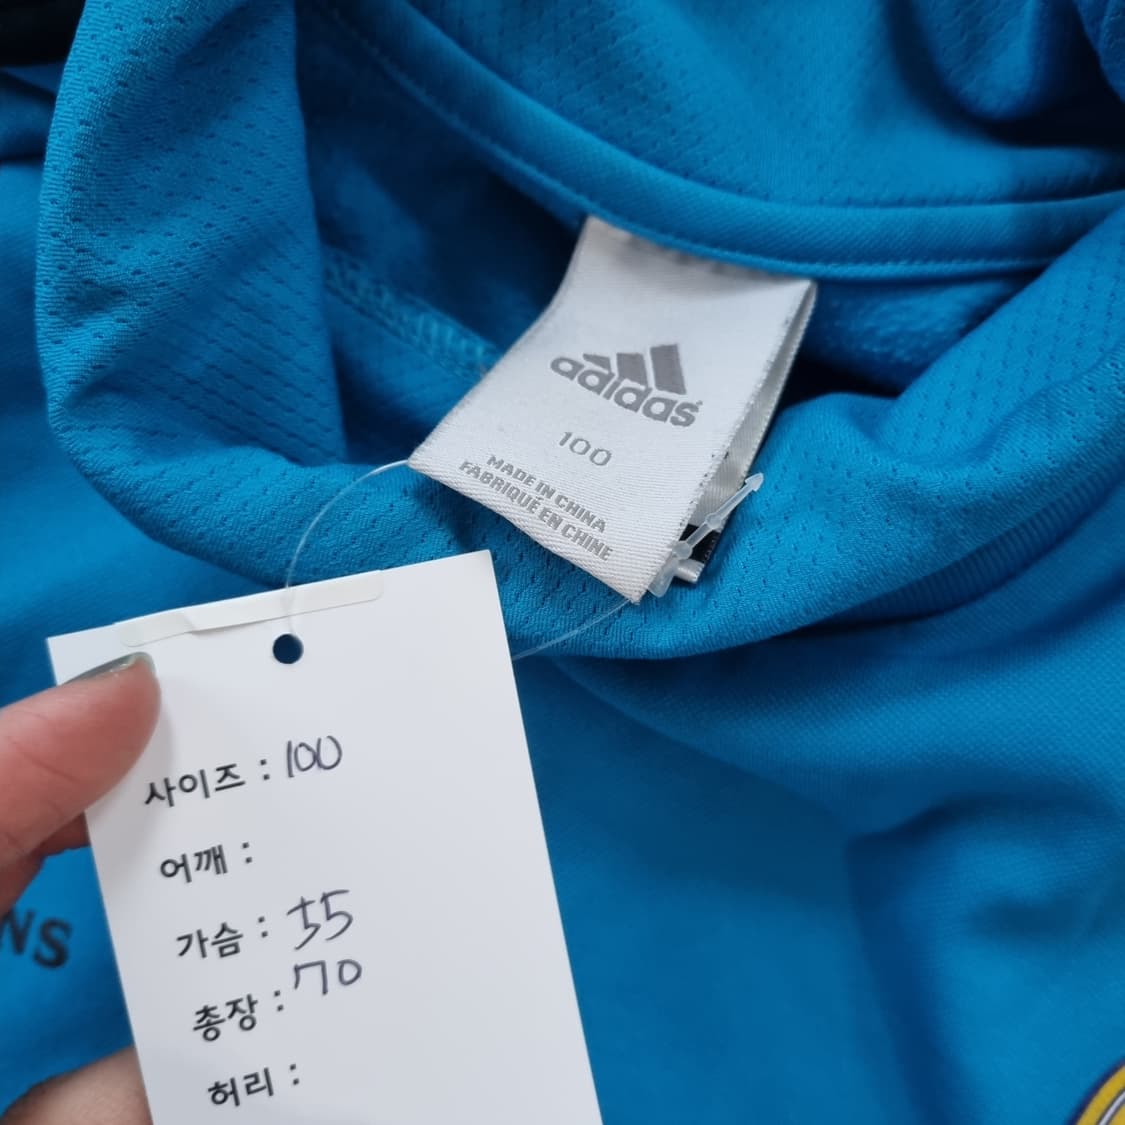 adidas
100
MADE IN CHINA
FABRIQUÉ EN CHINE
사이즈 : 100
어깨 :
가슴 : 55
총장 : 70
허리 :
NS